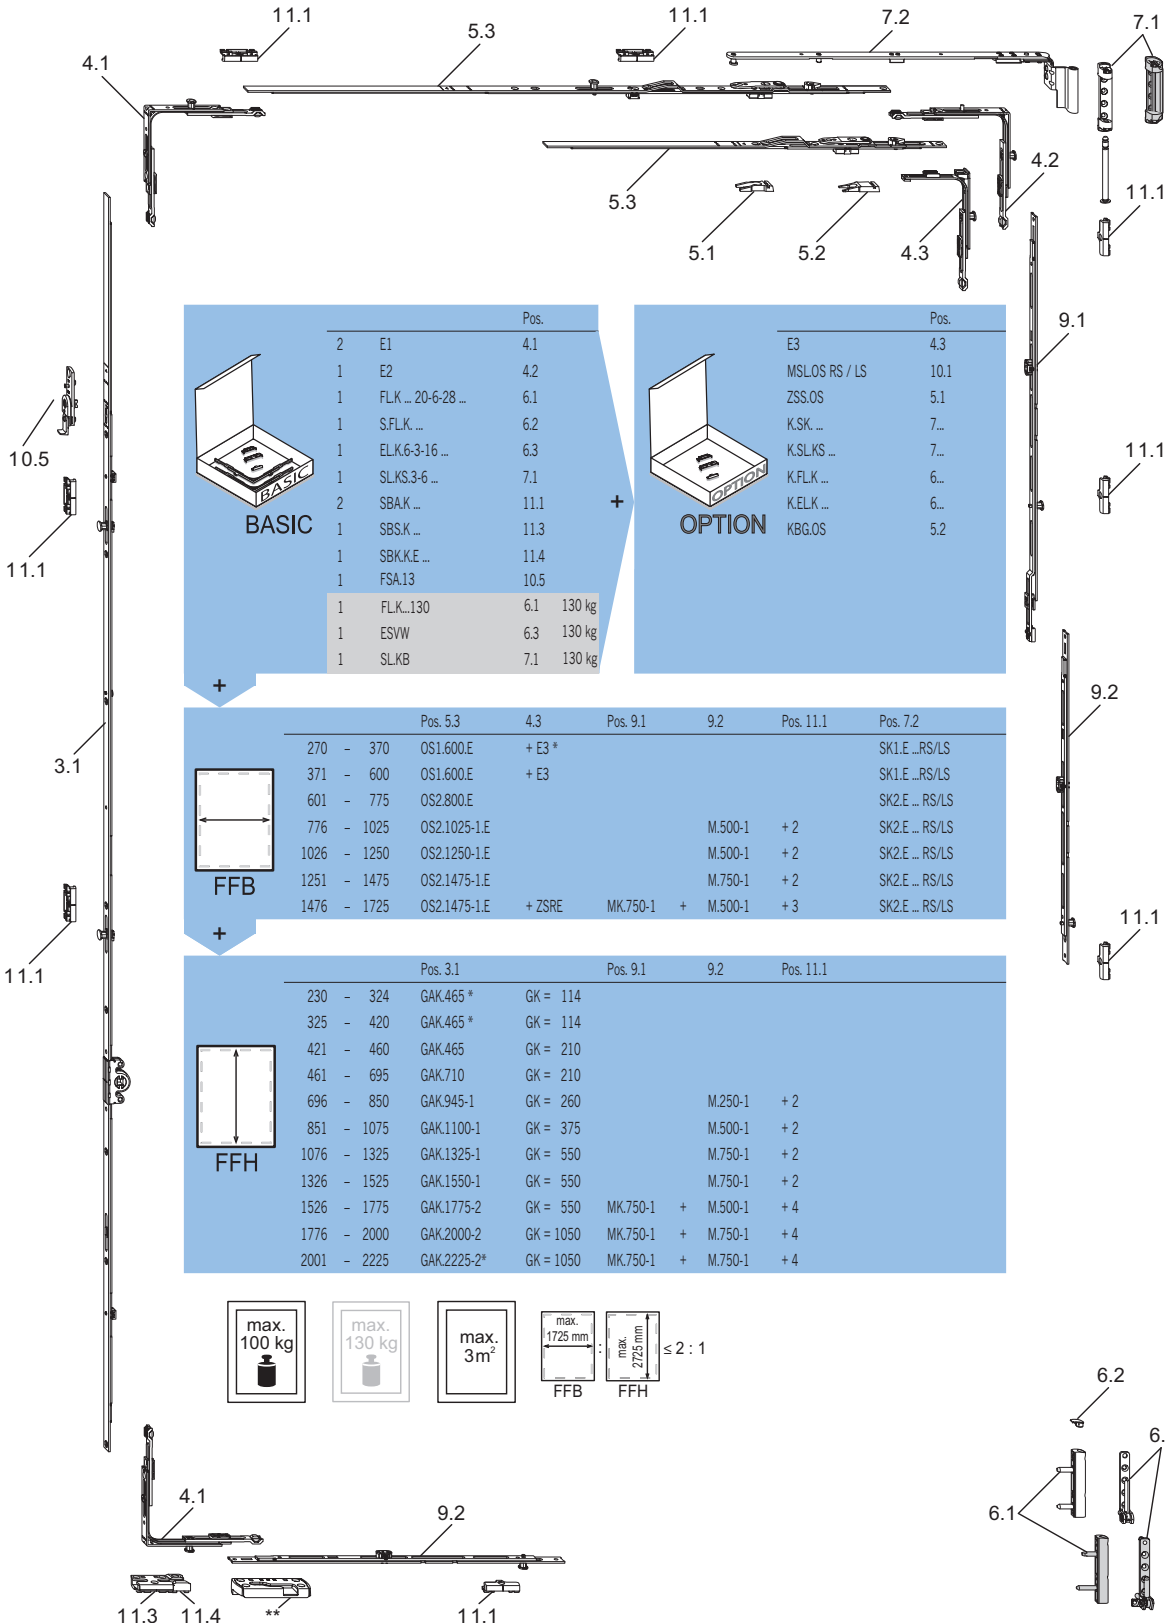 11.1
5.3
11.1
7.2
7.1
4.1
5.3
4.2
11.1
5.1
5.2
4.3
9.1
Pos.
2 E1 4.1
1 E2 4.2
1 FL.K ... 20-6-28 ... 6.1
1 S.FL.K. ... 6.2
1 EL.K.6-3-16 ... 6.3
1 SL.KS.3-6 ... 7.1
2 SBA.K ... 11.1
1 SBS.K ... 11.3
1 SBK.K.E ... 11.4
1 FSA.13 10.5
1 FL.K...130 6.1 130 kg
1 ESVW 6.3 130 kg
1 SL.KB 7.1 130 kg
BASIC
BASIC
+
Pos.
E3 4.3
MSL.OS RS / LS 10.1
ZSS.OS 5.1
K.SK. ... 7...
K.SL.KS ... 7...
K.FL.K ... 6...
K.EL.K ... 6...
KBG.OS 5.2
OPTION
OPTION
10.5
11.1
11.1
+
9.2
3.1
Pos. 5.3 4.3 Pos. 9.1 9.2 Pos. 11.1 Pos. 7.2
270 – 370 OS1.600.E + E3 * SK1.E ...RS/LS
371 – 600 OS1.600.E + E3 SK1.E ...RS/LS
601 – 775 OS2.800.E SK2.E ... RS/LS
776 – 1025 OS2.1025-1.E M.500-1 + 2 SK2.E ... RS/LS
1026 – 1250 OS2.1250-1.E M.500-1 + 2 SK2.E ... RS/LS
1251 – 1475 OS2.1475-1.E M.750-1 + 2 SK2.E ... RS/LS
1476 – 1725 OS2.1475-1.E + ZSRE MK.750-1 + M.500-1 + 3 SK2.E ... RS/LS
FFB
+
11.1
11.1
Pos. 3.1 Pos. 9.1 9.2 Pos. 11.1
230 – 324 GAK.465 * GK = 114
325 – 420 GAK.465 * GK = 114
421 – 460 GAK.465 GK = 210
461 – 695 GAK.710 GK = 210
696 – 850 GAK.945-1 GK = 260 M.250-1 + 2
851 – 1075 GAK.1100-1 GK = 375 M.500-1 + 2
1076 – 1325 GAK.1325-1 GK = 550 M.750-1 + 2
1326 – 1525 GAK.1550-1 GK = 550 M.750-1 + 2
1526 – 1775 GAK.1775-2 GK = 550 MK.750-1 + M.500-1 + 4
1776 – 2000 GAK.2000-2 GK = 1050 MK.750-1 + M.750-1 + 4
2001 – 2225 GAK.2225-2* GK = 1050 MK.750-1 + M.750-1 + 4
FFH
max.
100 kg
max.
130 kg
max.
3m²
max.
1725 mm
FFB
:
max.
2725 mm
FFH
≤ 2 : 1
6.2
6.
6.1
4.1
9.2
11.3
11.4
**
11.1